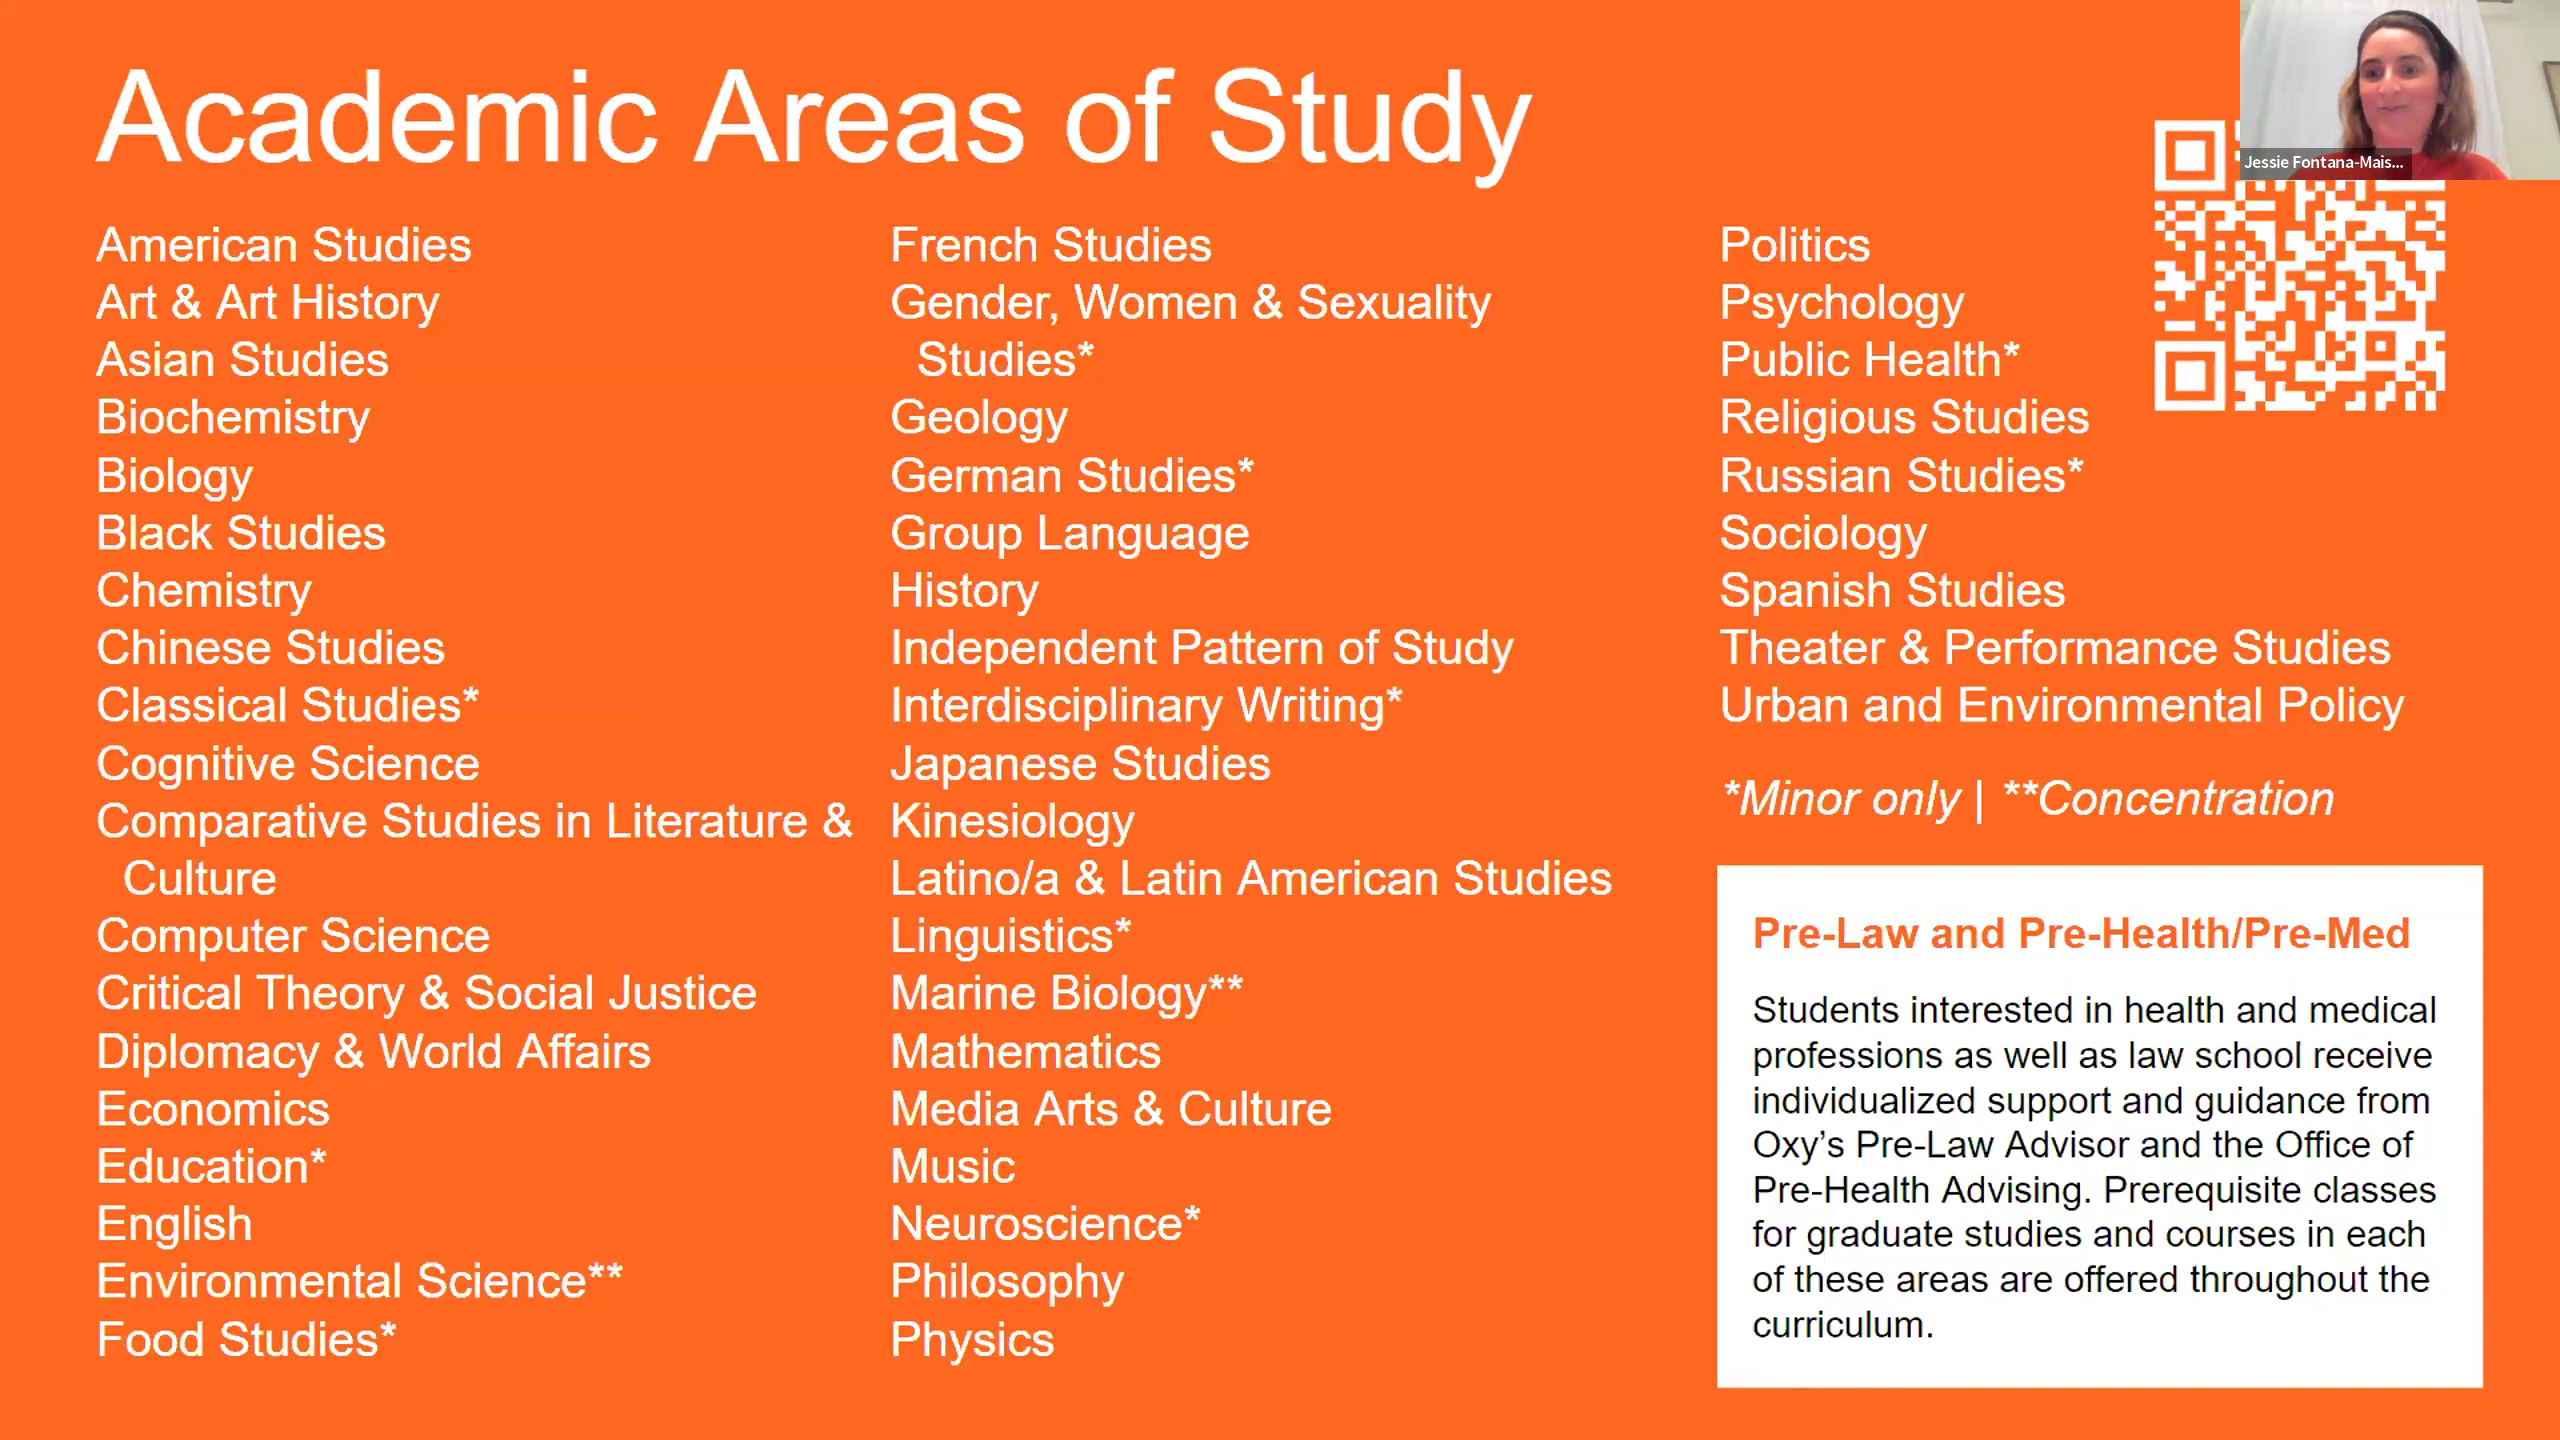 Academic Areas of Study
Jessie Fontana-Mais...
American Studies
Art & Art History
Asian Studies
Biochemistry
Biology
Black Studies
Chemistry
Chinese Studies
Classical Studies*
Cognitive Science
Comparative Studies in Literature &
Culture
Computer Science
Critical Theory & Social Justice
Diplomacy & World Affairs
Economics
Education*
English
Environmental Science**
Food Studies*
French Studies
Gender, Women & Sexuality
Studies*
Geology
German Studies*
Group Language
History
Independent Pattern of Study
Interdisciplinary Writing*
Japanese Studies
Kinesiology
Latino/a & Latin American Studies
Linguistics*
Marine Biology**
Mathematics
Media Arts & Culture
Music
Neuroscience*
Philosophy
Physics
Politics
Psychology
Public Health*
Religious Studies
Russian Studies*
Sociology
Spanish Studies
Theater & Performance Studies
Urban and Environmental Policy
*Minor only | **Concentration
Pre-Law and Pre-Health/Pre-Med
Students interested in health and medical
professions as well as law school receive
individualized support and guidance from
Oxy’s Pre-Law Advisor and the Office of
Pre-Health Advising. Prerequisite classes
for graduate studies and courses in each
of these areas are offered throughout the
curriculum.